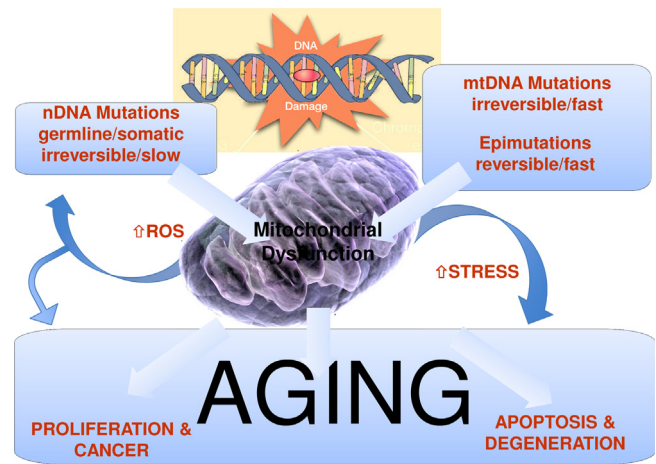 DNA
Damage
nDNA Mutations
germline/somatic
irreversible/slow
mtDNA Mutations
irreversible/fast
Epimutations
reversible/fast
Mitochondrial
Dysfunction
⇧ROS
⇧STRESS
AGING
PROLIFERATION &
CANCER
APOPTOSIS &
DEGENERATION